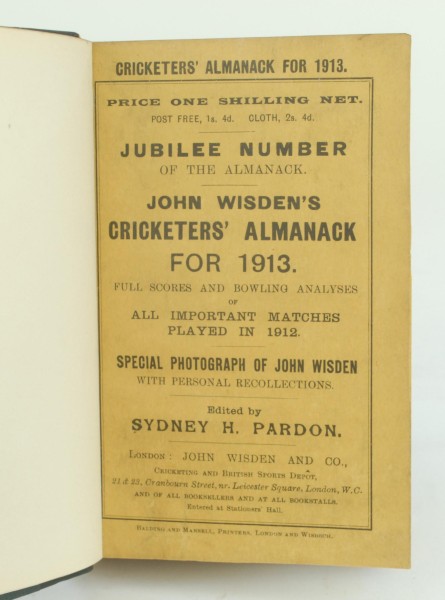 CRICKETERS' ALMANACK FOR 1913.
PRICE ONE SHILLING NET.
POST FREE, 1s. 4d. CLOTH, 2s. 4d.
JUBILEE NUMBER
OF THE ALMANACK.
JOHN WISDEN'S
CRICKETERS' ALMANACK
FOR 1913.
FULL SCORES AND BOWLING ANALYSES
OF
ALL IMPORTANT MATCHES
PLAYED IN 1912.
SPECIAL PHOTOGRAPH OF JOHN WISDEN
WITH PERSONAL RECOLLECTIONS.
Edited by
SYDNEY H. PARDON.
LONDON: JOHN WISDEN AND CO.,
CRICKETING AND BRITISH SPORTS DEPÔT,
21 & 23, Cranbourn Street, nr. Leicester Square, London, W.C.
AND OF ALL BOOKSELLERS AND AT ALL BOOKSTALLS.
Entered at Stationers' Hall.
BALDING AND MANSELL, PRINTERS, LONDON AND WISBECH.